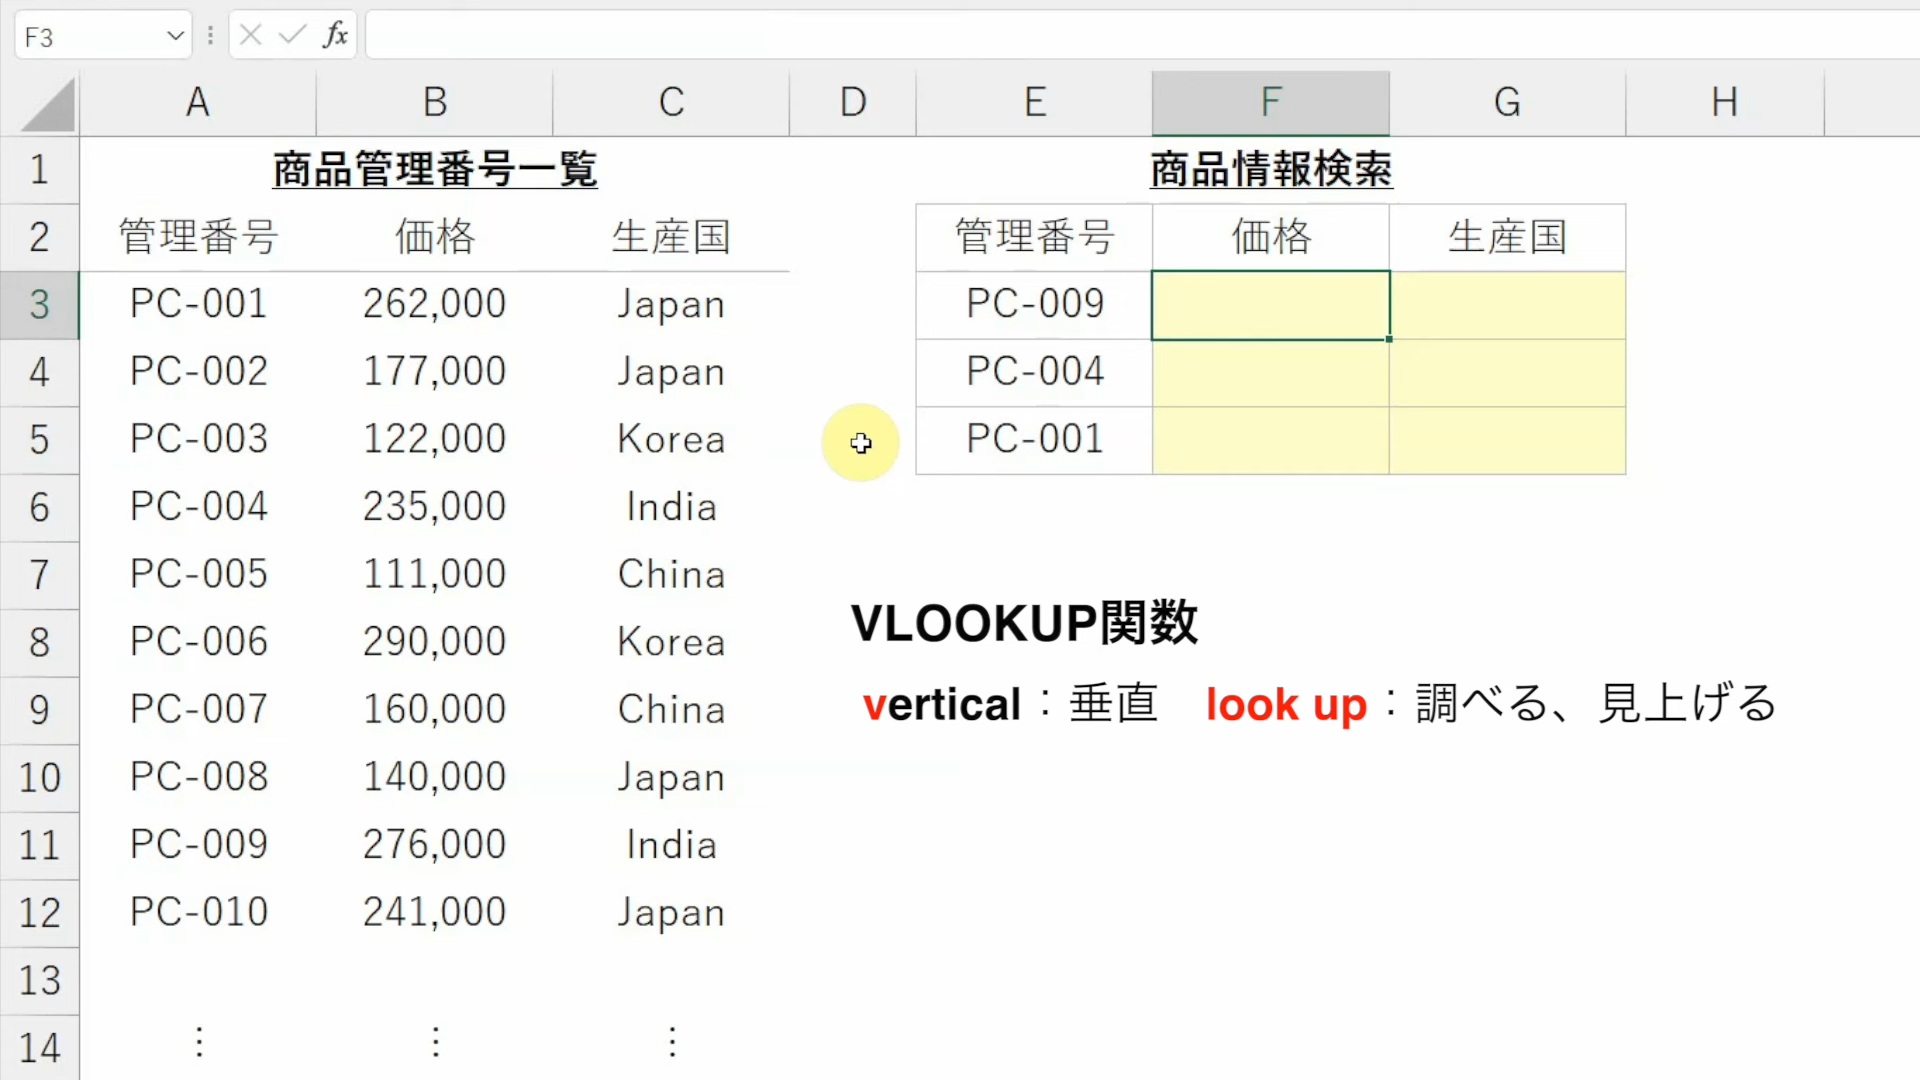 F3 fx
A B C D E F G H
1 商品管理番号一覧 商品情報検索
2 管理番号 価格 生産国 管理番号 価格 生産国
3 PC-001 262,000 Japan PC-009
4 PC-002 177,000 Japan PC-004
5 PC-003 122,000 Korea PC-001
6 PC-004 235,000 India
7 PC-005 111,000 China
8 PC-006 290,000 Korea
VLOOKUP関数
9 PC-007 160,000 China
vertical：垂直 look up：調べる、見上げる
10 PC-008 140,000 Japan
11 PC-009 276,000 India
12 PC-010 241,000 Japan
13
14 ⋮ ⋮ ⋮